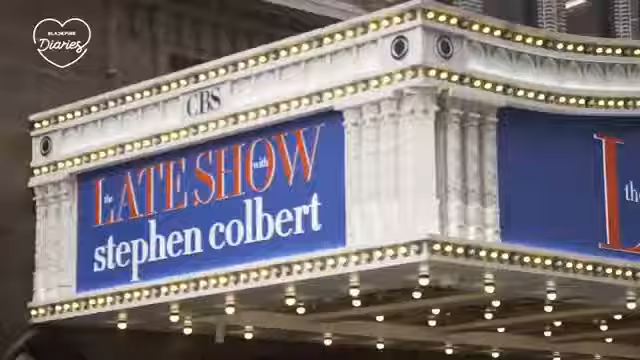 BLACKPINK
Diaries
CBS
the LATE SHOW with
stephen colbert
L
the